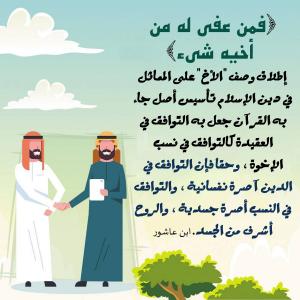 ﴿فمن عفى له من
أخيه شيء﴾
إطلاق وصف "الأخ" على المماثل
في دين الإسلام تأسيس أصل جاء
به القرآن جعل به التوافق في
العقيدة كالتوافق في نسب
الإخوة ، وحقا فإن التوافق في
الدين آصرة نفسانية ، والتوافق
في النسب آصرة جسدية ، والروح
أشرف من الجسد. ابن عاشور